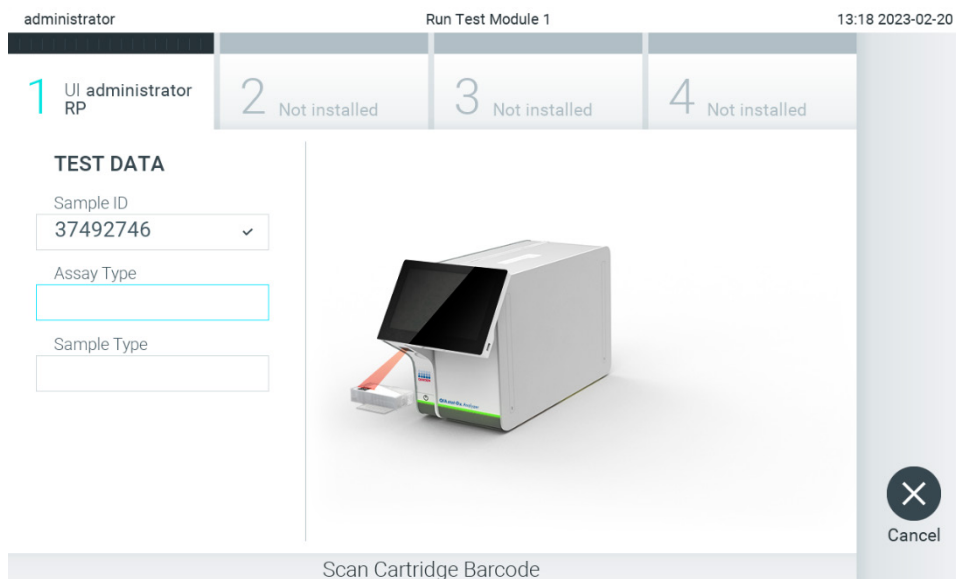 administrator
Run Test Module 1
13:18 2023-02-20
1
UI administrator
RP
2 Not installed
3 Not installed
4 Not installed
TEST DATA
Sample ID
37492746
Assay Type
Sample Type
Cancel
Scan Cartridge Barcode